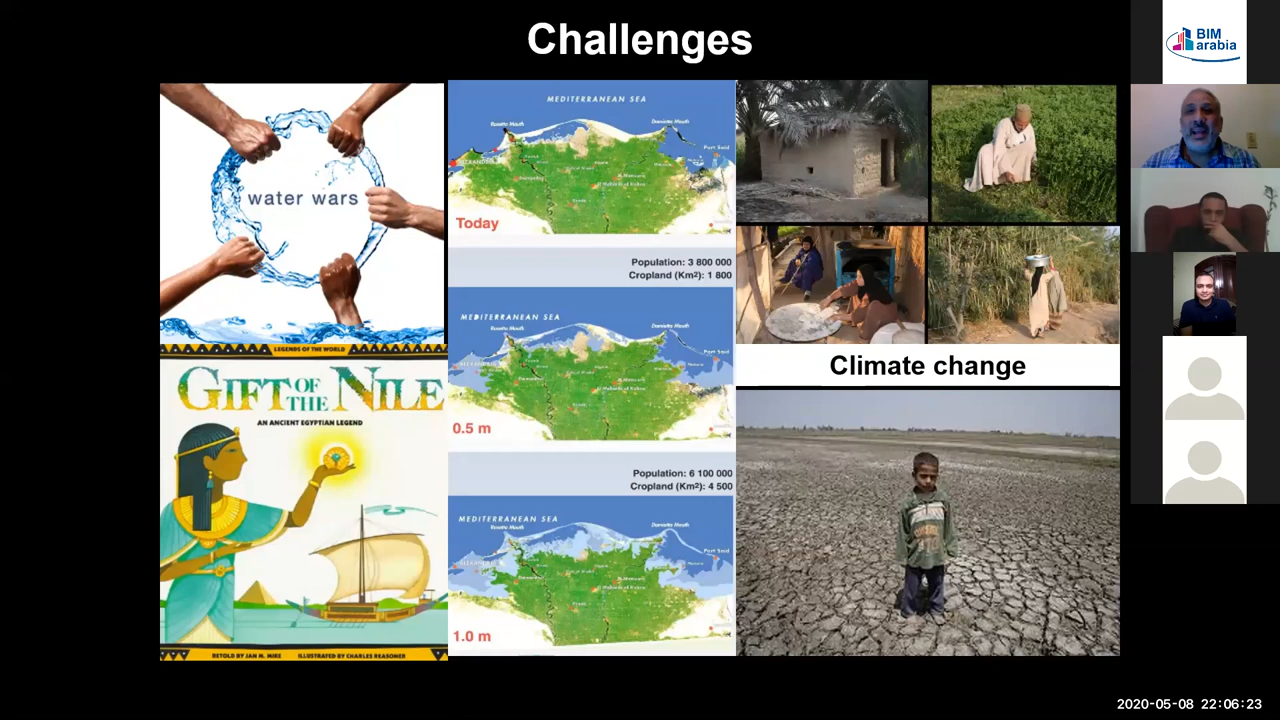 Challenges
BIM
arabia
water wars
LEGENDS OF THE WORLD
GIFT OF THE NILE
AN ANCIENT EGYPTIAN LEGEND
RETOLD BY JAN M. MIKE
ILLUSTRATED BY CHARLES REASONER
MEDITERRANEAN SEA
Rosetta Mouth
Damietta Mouth
Port Said
Today
Population: 3 800 000
Cropland (Km²): 1 800
MEDITERRANEAN SEA
Rosetta Mouth
Damietta Mouth
Port Said
0.5 m
Population: 6 100 000
Cropland (Km²): 4 500
MEDITERRANEAN SEA
Rosetta Mouth
Damietta Mouth
Port Said
1.0 m
Climate change
2020-05-08 22:06:23